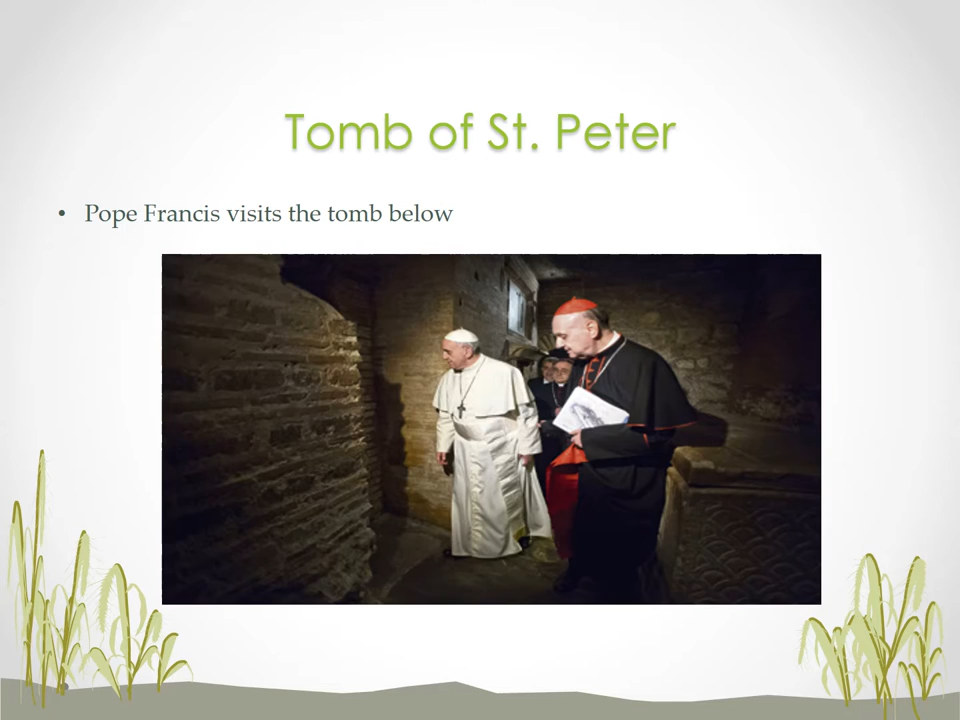 Tomb of St. Peter
• Pope Francis visits the tomb below